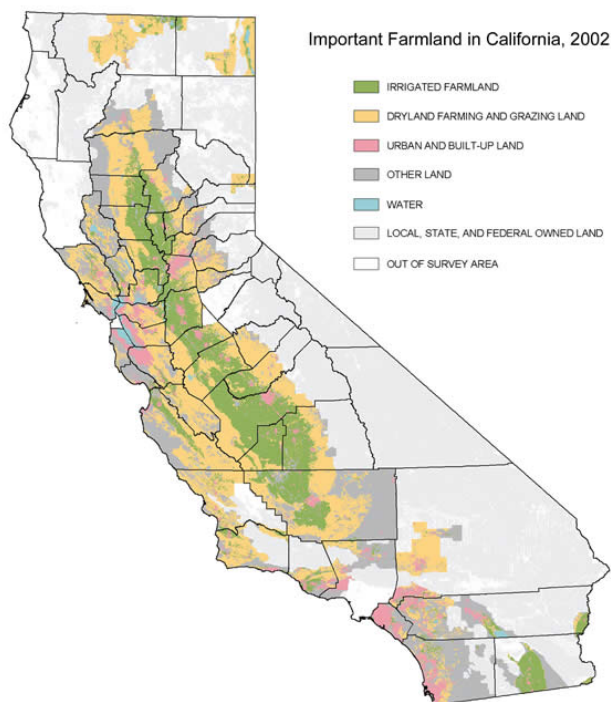 Important Farmland in California, 2002
IRRIGATED FARMLAND
DRYLAND FARMING AND GRAZING LAND
URBAN AND BUILT-UP LAND
OTHER LAND
WATER
LOCAL, STATE, AND FEDERAL OWNED LAND
OUT OF SURVEY AREA